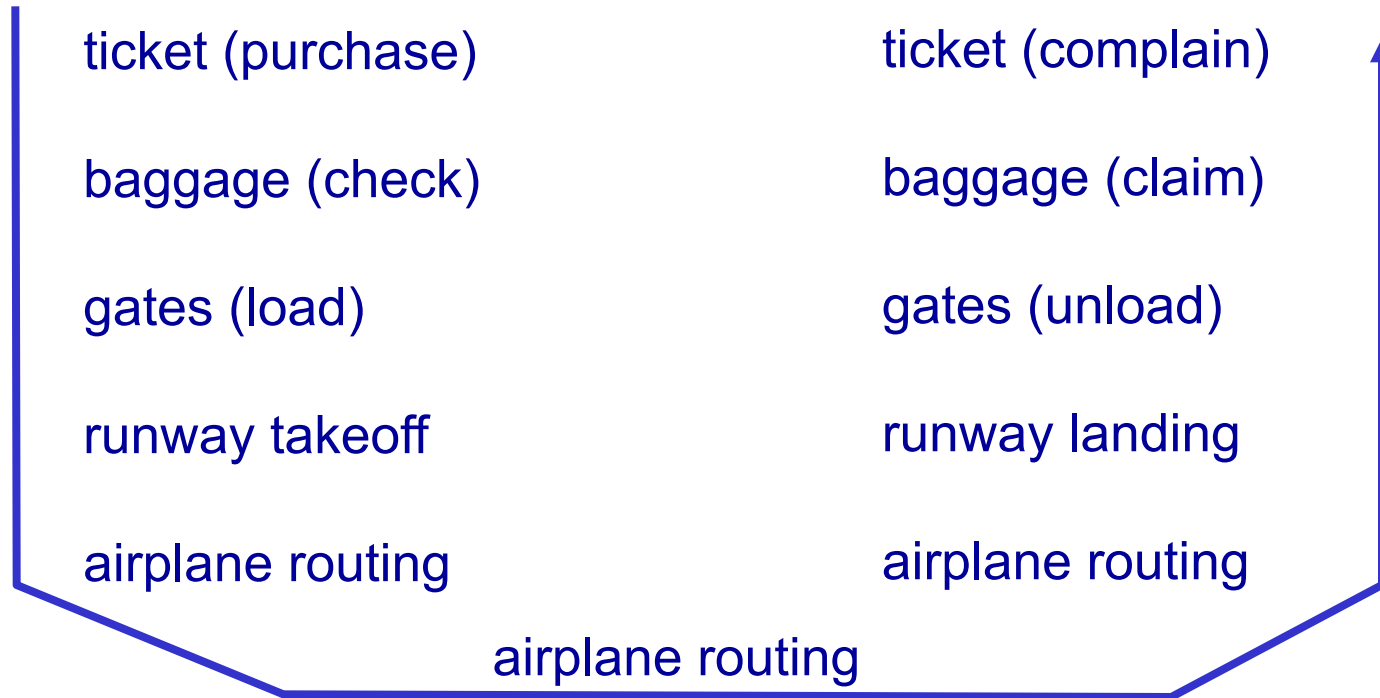 ticket (purchase)
baggage (check)
gates (load)
runway takeoff
airplane routing
ticket (complain)
baggage (claim)
gates (unload)
runway landing
airplane routing
airplane routing